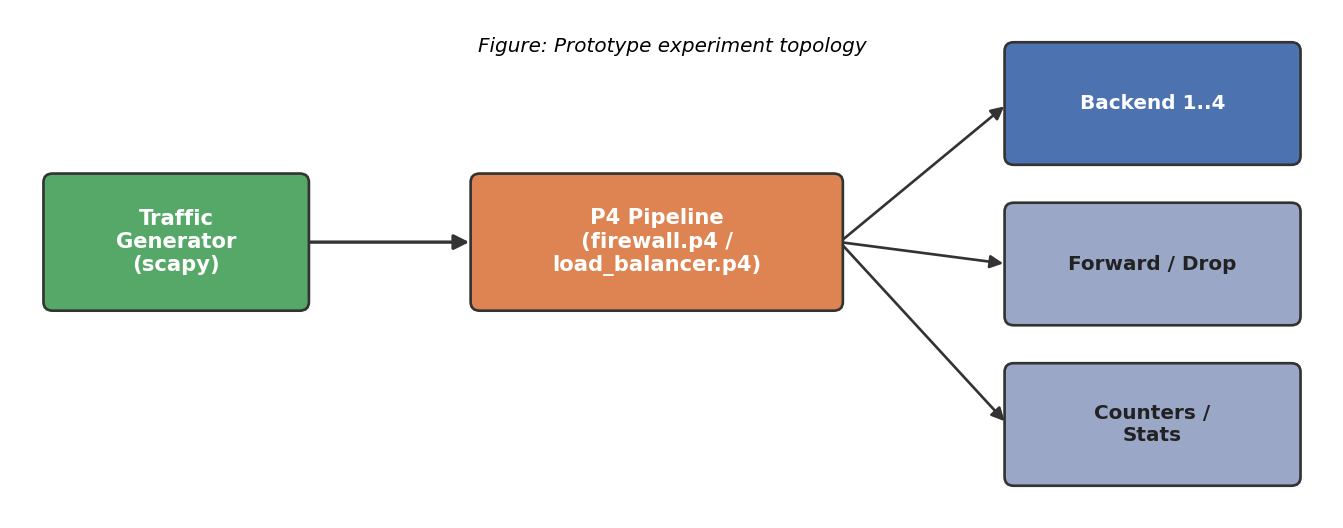 Figure: Prototype experiment topology
Traffic
Generator
(scapy)
P4 Pipeline
(firewall.p4 /
load_balancer.p4)
Backend 1..4
Forward / Drop
Counters /
Stats